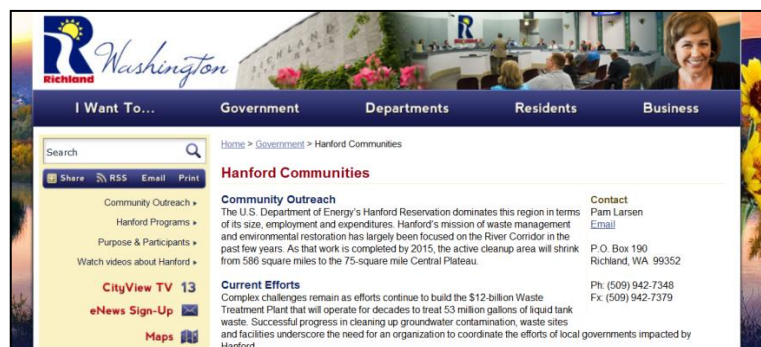 Richland
Washington
RICHLAND
CITY HALL
R
I Want To...
Government
Departments
Residents
Business
Search
Share RSS Email Print
Community Outreach
Hanford Programs
Purpose & Participants
Watch videos about Hanford
CityView TV 13
eNews Sign-Up
Maps
Home > Government > Hanford Communities
Hanford Communities
Community Outreach
The U.S. Department of Energy's Hanford Reservation dominates this region in terms
of its size, employment and expenditures. Hanford's mission of waste management
and environmental restoration has largely been focused on the River Corridor in the
past few years. As that work is completed by 2015, the active cleanup area will shrink
from 586 square miles to the 75-square mile Central Plateau.
Current Efforts
Complex challenges remain as efforts continue to build the $12-billion Waste
Treatment Plant that will operate for decades to treat 53 million gallons of liquid tank
waste. Successful progress in cleaning up groundwater contamination, waste sites
and facilities underscore the need for an organization to coordinate the efforts of local governments impacted by
Hanford.
Contact
Pam Larsen
Email
P.O. Box 190
Richland, WA 99352
Ph: (509) 942-7348
Fx: (509) 942-7379